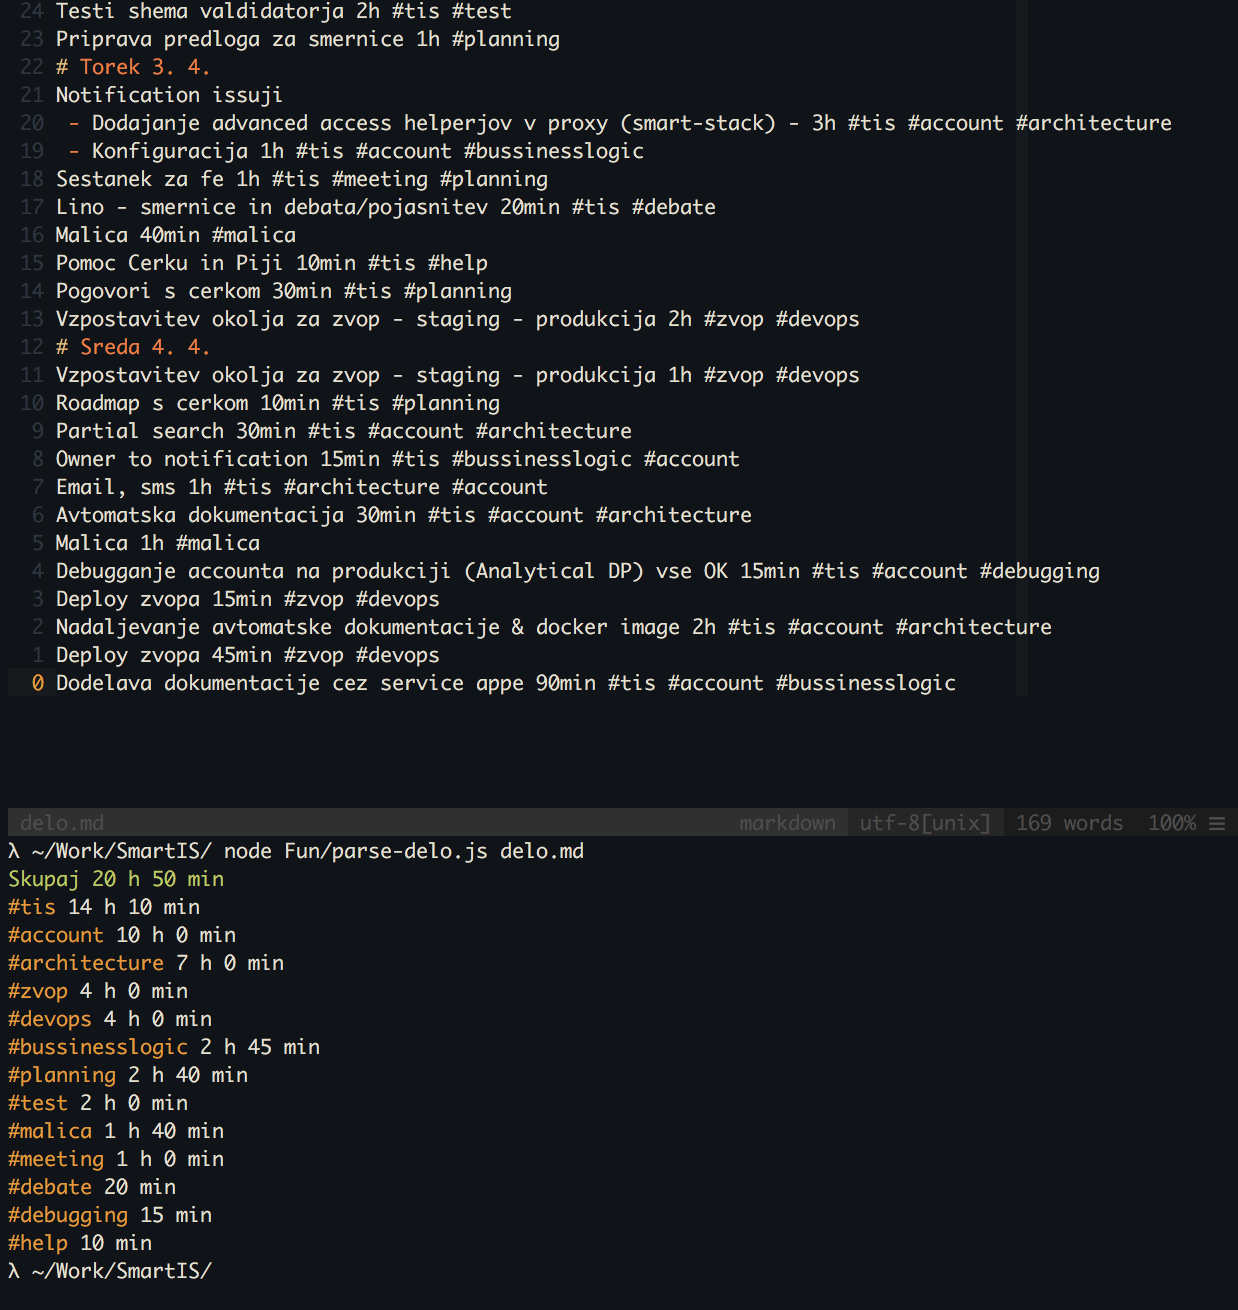 24 Testi shema valdidatorja 2h #tis #test
23 Priprava predloga za smernice 1h #planning
22 # Torek 3. 4.
21 Notification issuji
20 - Dodajanje advanced access helperjov v proxy (smart-stack) - 3h #tis #account #architecture
19 - Konfiguracija 1h #tis #account #bussinesslogic
18 Sestanek za fe 1h #tis #meeting #planning
17 Lino - smernice in debata/pojasnitev 20min #tis #debate
16 Malica 40min #malica
15 Pomoc Cerku in Piji 10min #tis #help
14 Pogovori s cerkom 30min #tis #planning
13 Vzpostavitev okolja za zvop - staging - produkcija 2h #zvop #devops
12 # Sreda 4. 4.
11 Vzpostavitev okolja za zvop - staging - produkcija 1h #zvop #devops
10 Roadmap s cerkom 10min #tis #planning
9 Partial search 30min #tis #account #architecture
8 Owner to notification 15min #tis #bussinesslogic #account
7 Email, sms 1h #tis #architecture #account
6 Avtomatska dokumentacija 30min #tis #account #architecture
5 Malica 1h #malica
4 Debugganje accounta na produkciji (Analytical DP) vse OK 15min #tis #account #debugging
3 Deploy zvopa 15min #zvop #devops
2 Nadaljevanje avtomatske dokumentacije & docker image 2h #tis #account #architecture
1 Deploy zvopa 45min #zvop #devops
0 Dodelava dokumentacije cez service appe 90min #tis #account #bussinesslogic
delo.md markdown utf-8[unix] 169 words 100% ≡
λ ~/Work/SmartIS/ node Fun/parse-delo.js delo.md
Skupaj 20 h 50 min
#tis 14 h 10 min
#account 10 h 0 min
#architecture 7 h 0 min
#zvop 4 h 0 min
#devops 4 h 0 min
#bussinesslogic 2 h 45 min
#planning 2 h 40 min
#test 2 h 0 min
#malica 1 h 40 min
#meeting 1 h 0 min
#debate 20 min
#debugging 15 min
#help 10 min
λ ~/Work/SmartIS/